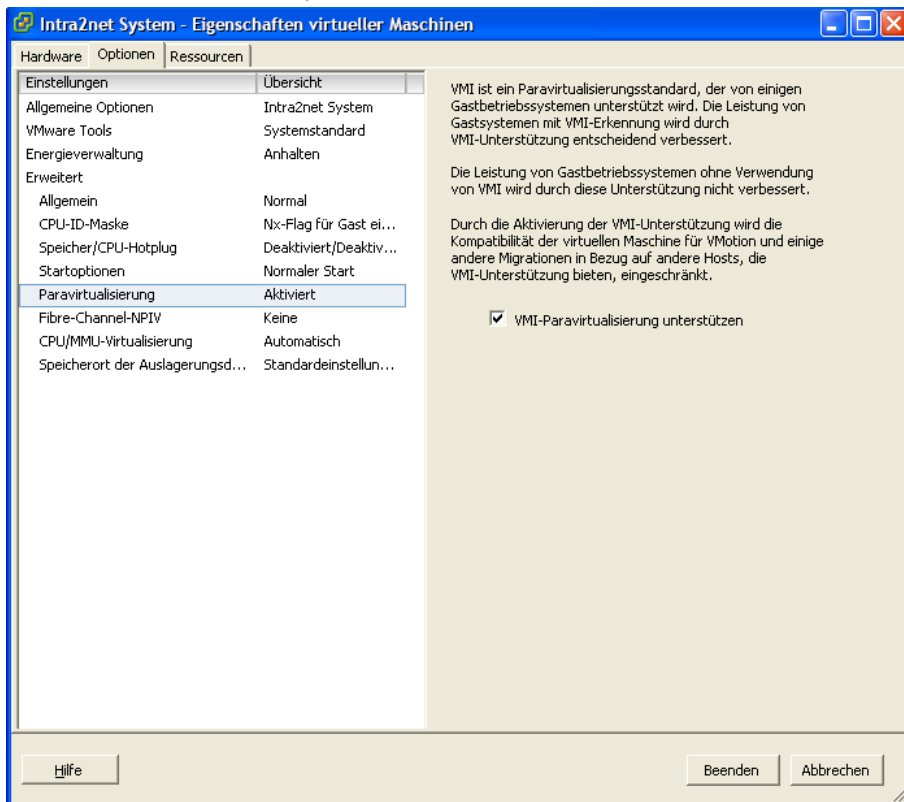 Intra2net System - Eigenschaften virtueller Maschinen
Hardware Optionen Ressourcen
Einstellungen Übersicht
Allgemeine Optionen Intra2net System
VMware Tools Systemstandard
Energieverwaltung Anhalten
Erweitert
Allgemein Normal
CPU-ID-Maske Nx-Flag für Gast ei...
Speicher/CPU-Hotplug Deaktiviert/Deaktiv...
Startoptionen Normaler Start
Paravirtualisierung Aktiviert
Fibre-Channel-NPIV Keine
CPU/MMU-Virtualisierung Automatisch
Speicherort der Auslagerungsd... Standardeinstellun...
VMI ist ein Paravirtualisierungsstandard, der von einigen
Gastbetriebssystemen unterstützt wird. Die Leistung von
Gastsystemen mit VMI-Erkennung wird durch
VMI-Unterstützung entscheidend verbessert.
Die Leistung von Gastbetriebssystemen ohne Verwendung
von VMI wird durch diese Unterstützung nicht verbessert.
Durch die Aktivierung der VMI-Unterstützung wird die
Kompatibilität der virtuellen Maschine für VMotion und einige
andere Migrationen in Bezug auf andere Hosts, die
VMI-Unterstützung bieten, eingeschränkt.
VMI-Paravirtualisierung unterstützen
Hilfe Beenden Abbrechen